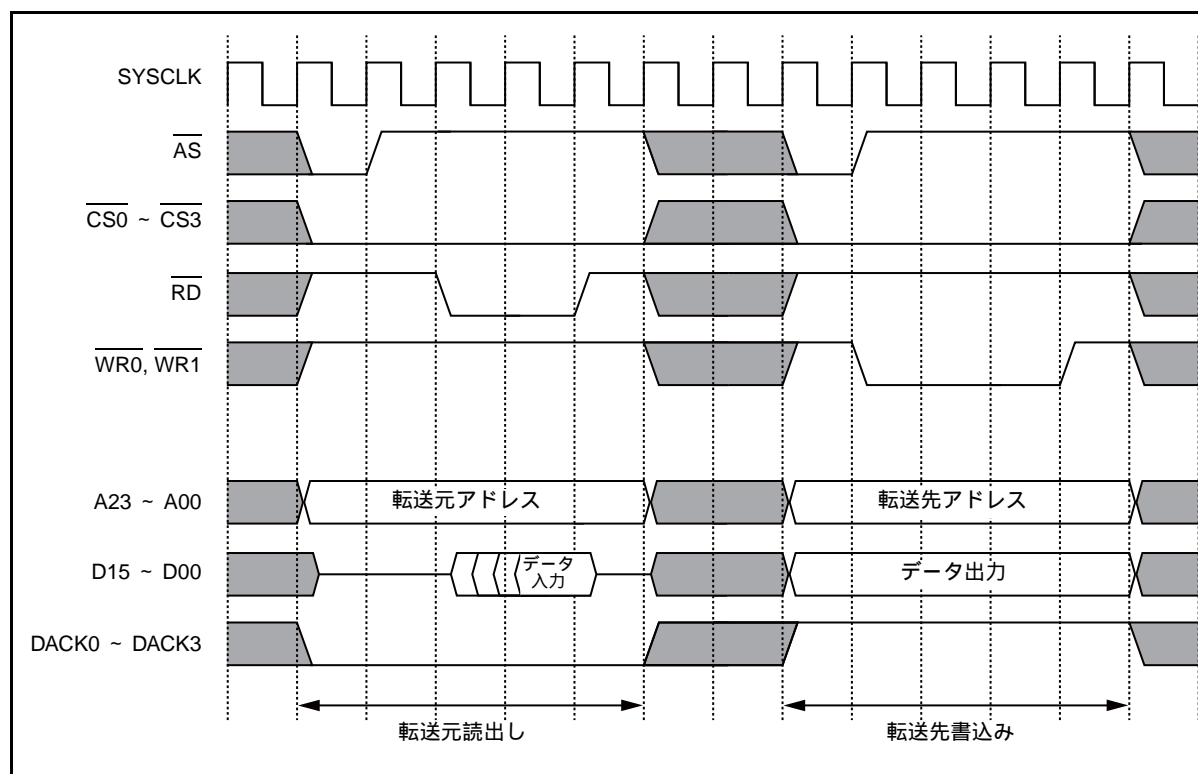 SYSCLK
AS
CS0 ~ CS3
RD
WR0, WR1
A23 ~ A00
転送元アドレス
転送先アドレス
D15 ~ D00
データ
入力
データ出力
DACK0 ~ DACK3
転送元読出し
転送先書込み